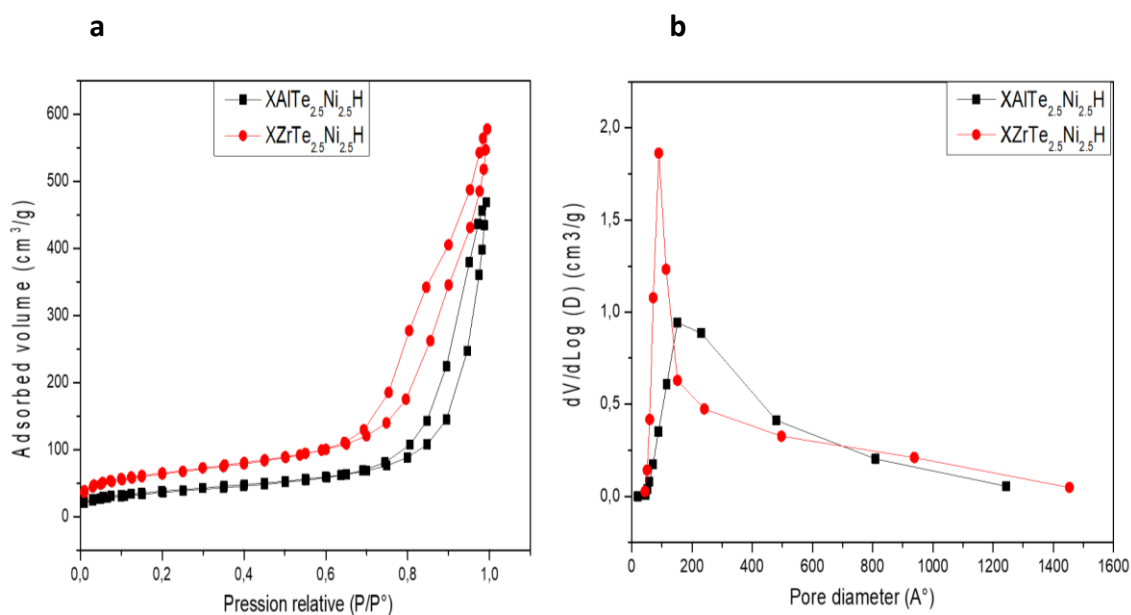 a
b
XAlTe2.5Ni2.5H
XZrTe2.5Ni2.5H
600
500
400
300
200
100
0
Adsorbed volume (cm³/g)
0,0 0,2 0,4 0,6 0,8 1,0
Pression relative (P/P°)
XAlTe2.5Ni2.5H
XZrTe2.5Ni2.5H
2,0
1,5
1,0
0,5
0,0
dV/dLog (D) (cm3/g)
0 200 400 600 800 1000 1200 1400 1600
Pore diameter (A°)